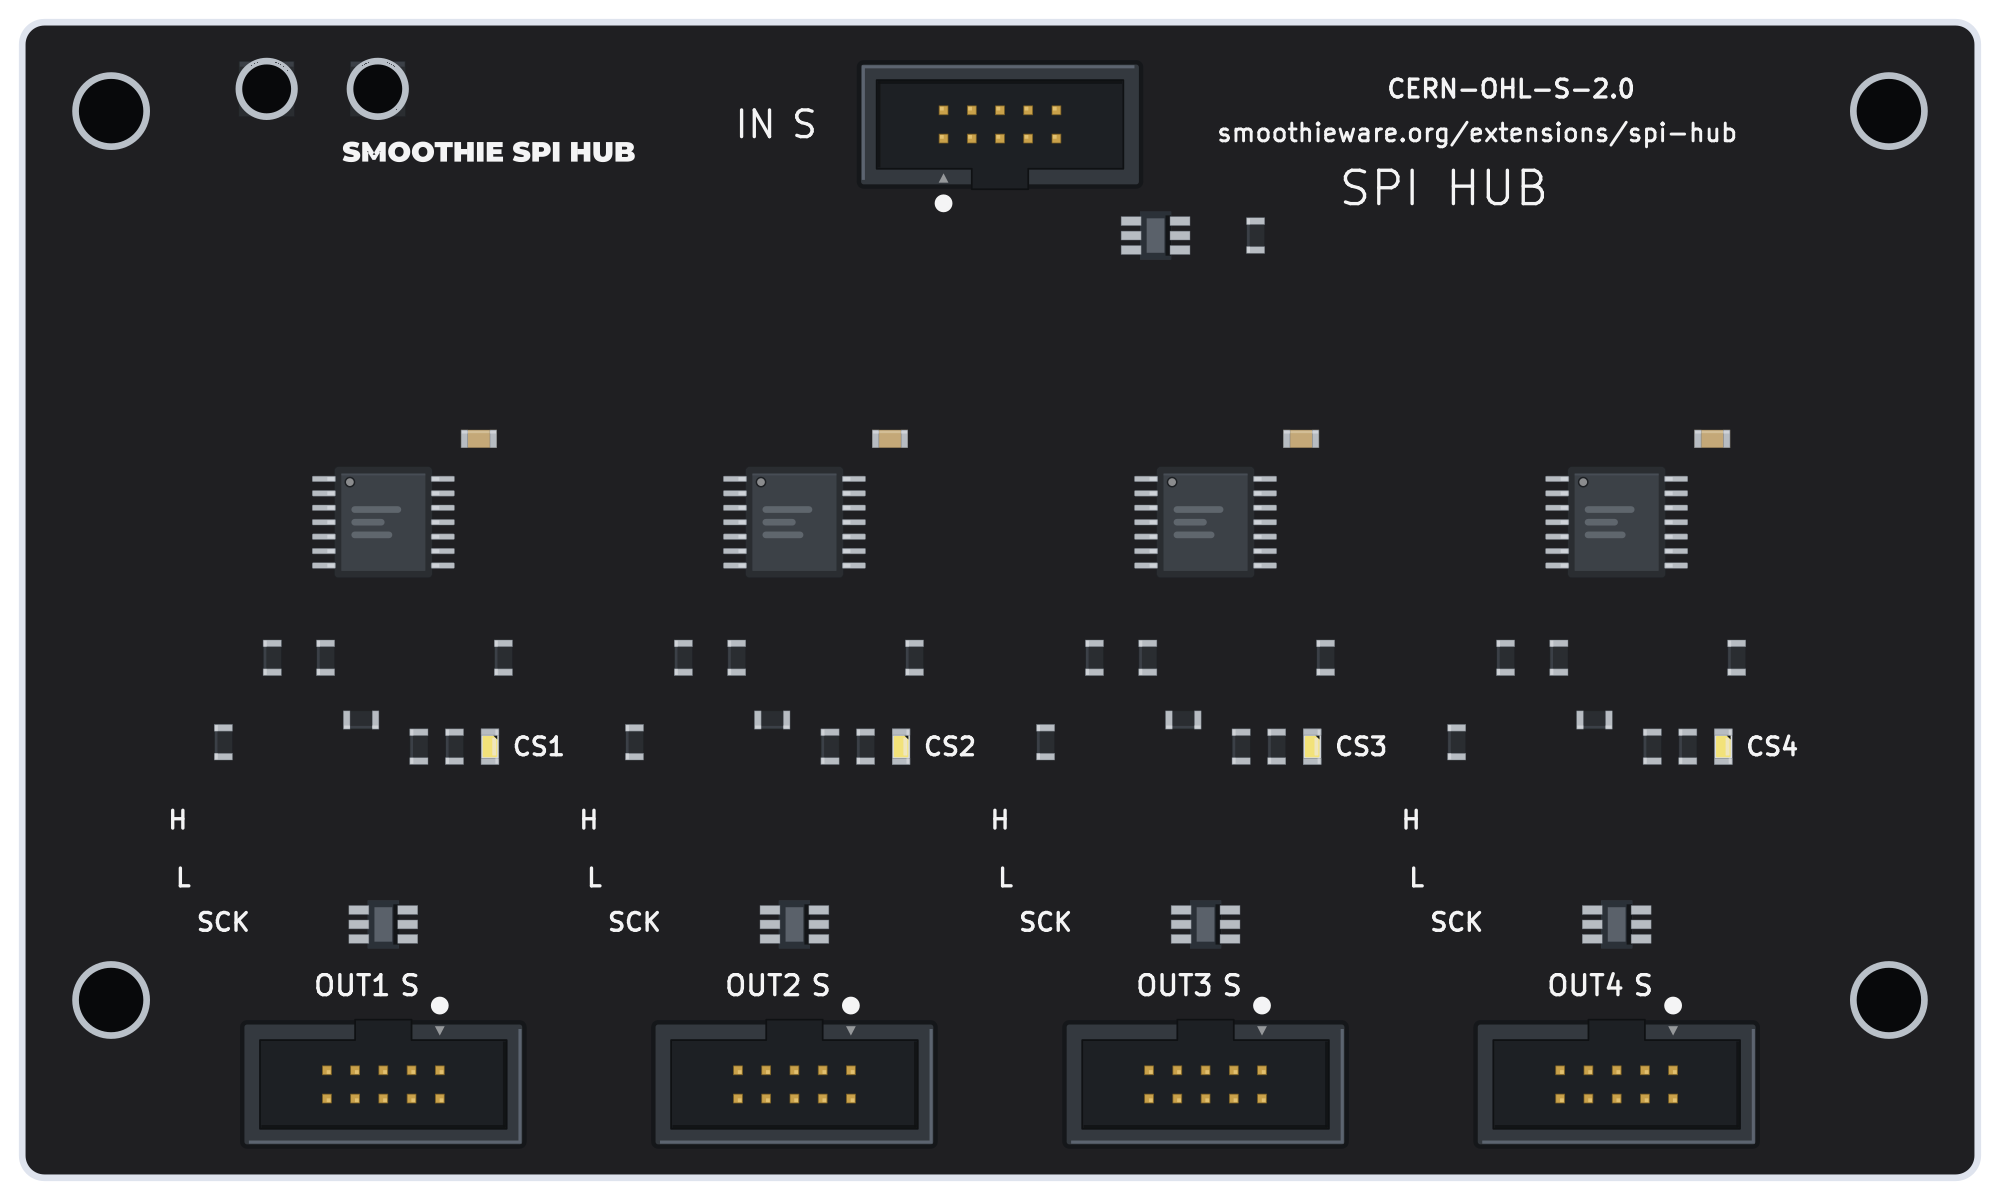 CERN-OHL-S-2.0
IN S
smoothieware.org/extensions/spi-hub
SMOOTHIE SPI HUB
SPI HUB
CS1
CS2
CS3
CS4
H
H
H
H
L
L
L
L
SCK
SCK
SCK
SCK
OUT1 S
OUT2 S
OUT3 S
OUT4 S